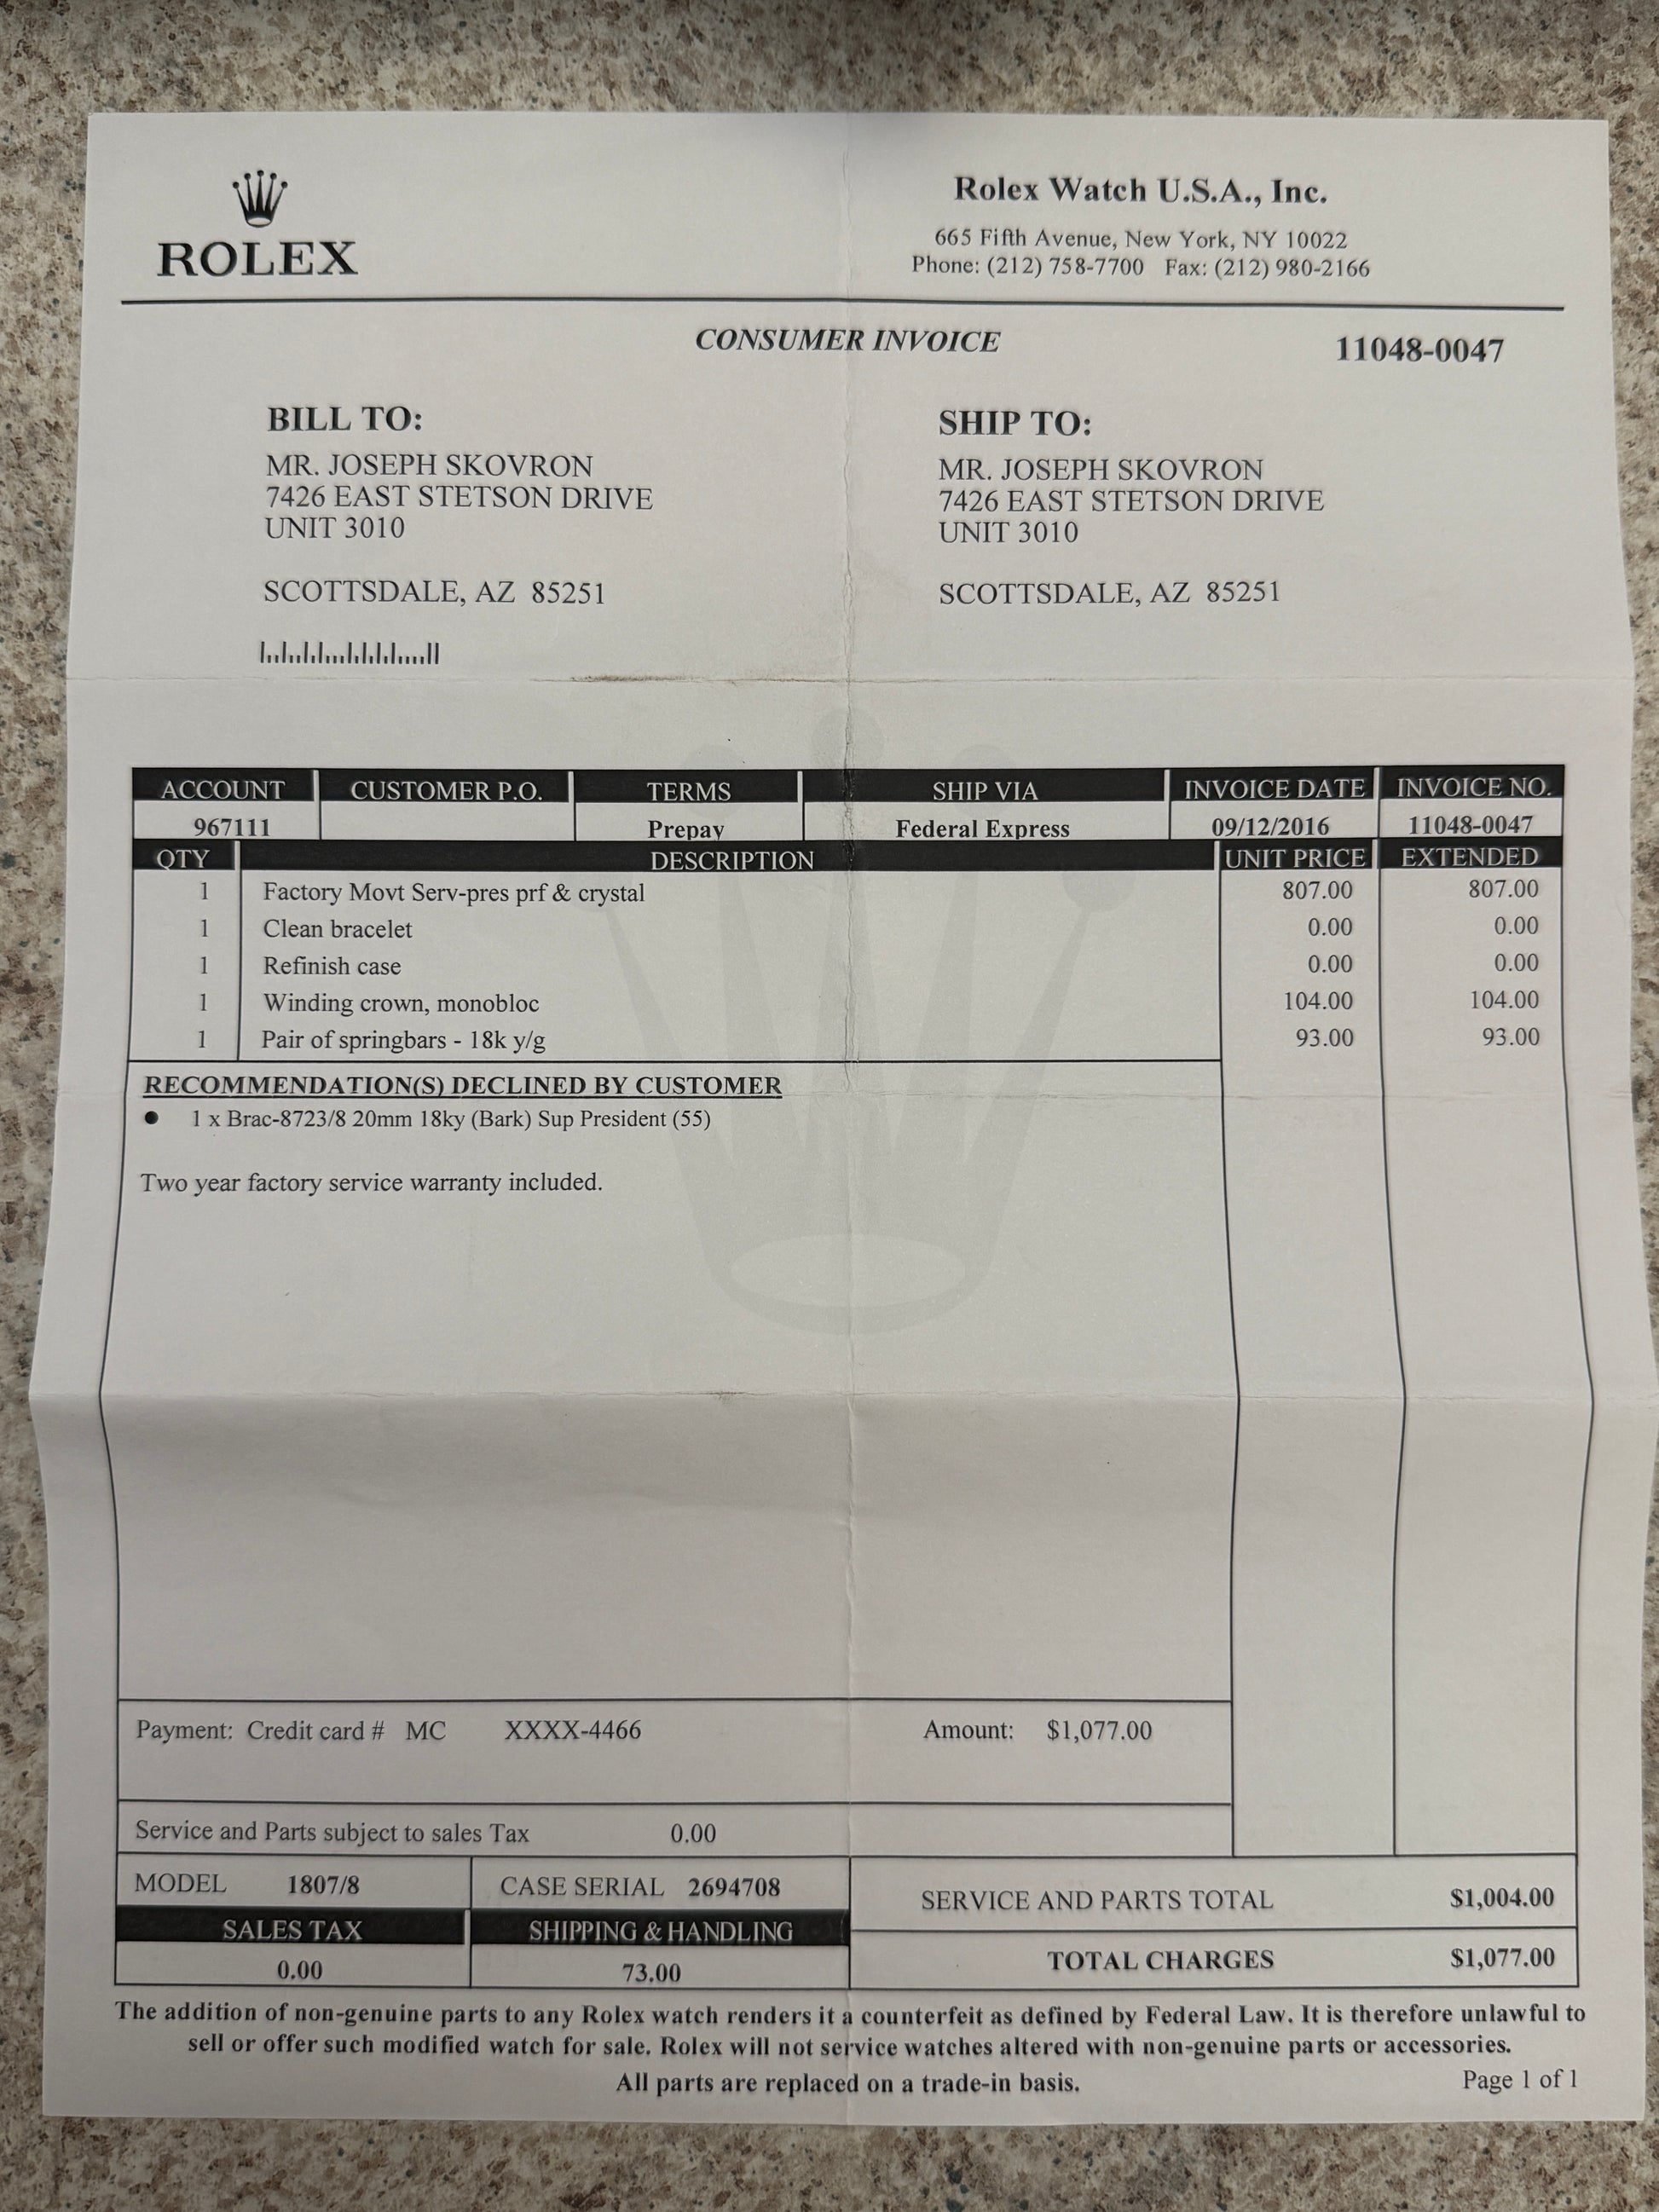 ROLEX
Rolex Watch U.S.A., Inc.
665 Fifth Avenue, New York, NY 10022
Phone: (212) 758-7700 Fax: (212) 980-2166
CONSUMER INVOICE 11048-0047
BILL TO: SHIP TO:
MR. JOSEPH SKOVRON MR. JOSEPH SKOVRON
7426 EAST STETSON DRIVE 7426 EAST STETSON DRIVE
UNIT 3010 UNIT 3010
SCOTTSDALE, AZ 85251 SCOTTSDALE, AZ 85251
ACCOUNT CUSTOMER P.O. TERMS SHIP VIA INVOICE DATE INVOICE NO.
967111 Prepay Federal Express 09/12/2016 11048-0047
QTY DESCRIPTION UNIT PRICE EXTENDED
1 Factory Movt Serv-pres prf & crystal 807.00 807.00
1 Clean bracelet 0.00 0.00
1 Refinish case 0.00 0.00
1 Winding crown, monobloc 104.00 104.00
1 Pair of springbars - 18k y/g 93.00 93.00
RECOMMENDATION(S) DECLINED BY CUSTOMER
● 1 x Brac-8723/8 20mm 18ky (Bark) Sup President (55)
Two year factory service warranty included.
Payment: Credit card # MC XXXX-4466 Amount: $1,077.00
Service and Parts subject to sales Tax 0.00
MODEL 1807/8 CASE SERIAL 2694708 SERVICE AND PARTS TOTAL $1,004.00
SALES TAX SHIPPING & HANDLING
0.00 73.00 TOTAL CHARGES $1,077.00
The addition of non-genuine parts to any Rolex watch renders it a counterfeit as defined by Federal Law. It is therefore unlawful to
sell or offer such modified watch for sale. Rolex will not service watches altered with non-genuine parts or accessories.
All parts are replaced on a trade-in basis. Page 1 of 1